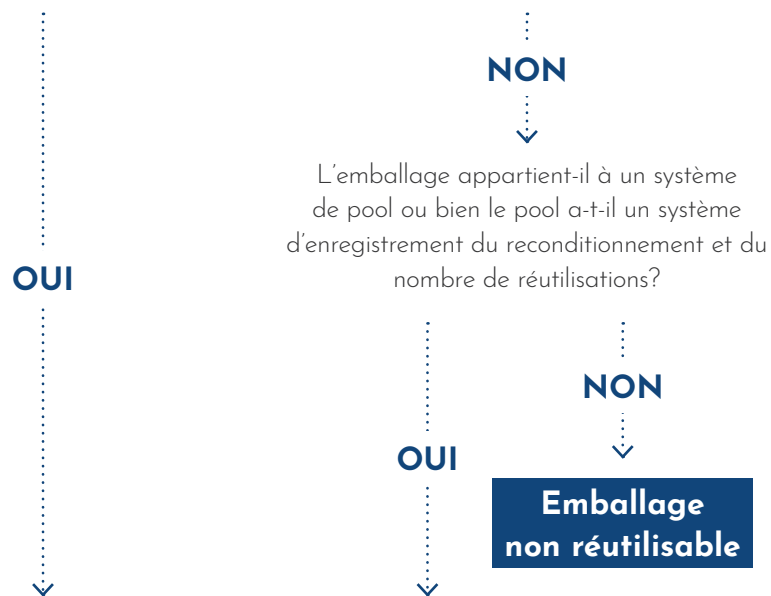 NON
L'emballage appartient-il à un système
de pool ou bien le pool a-t-il un système
d'enregistrement du reconditionnement et du
nombre de réutilisations?
OUI
NON
OUI
Emballage
non réutilisable